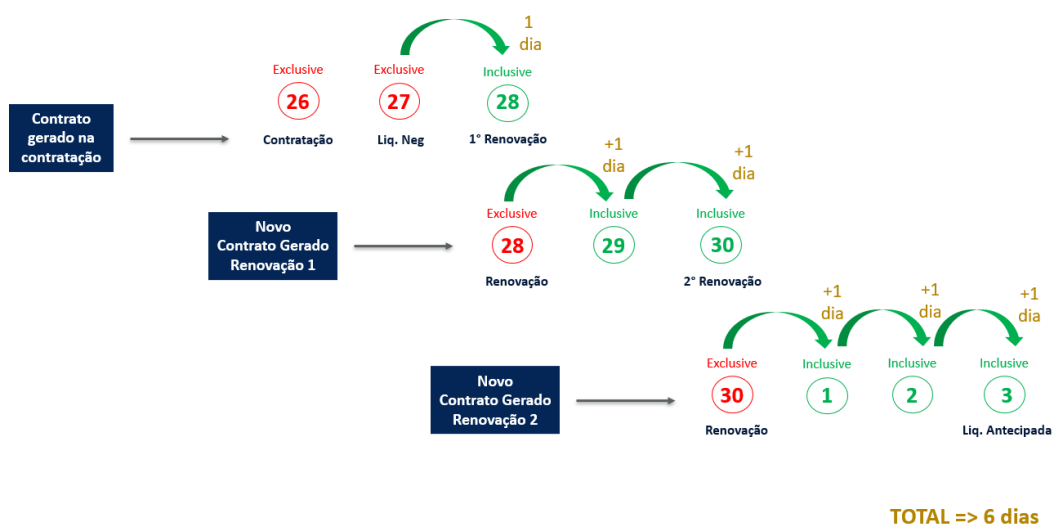 1
dia
Exclusive
Exclusive
Inclusive
26
27
28
Contrato
gerado na
contratação
Contratação
Liq. Neg
1° Renovação
+1
dia
+1
dia
Exclusive
Inclusive
Inclusive
Novo
Contrato Gerado
Renovação 1
28
29
30
Renovação
2° Renovação
+1
dia
+1
dia
+1
dia
Exclusive
Inclusive
Inclusive
Inclusive
Novo
Contrato Gerado
Renovação 2
30
1
2
3
Renovação
Liq. Antecipada
TOTAL => 6 dias